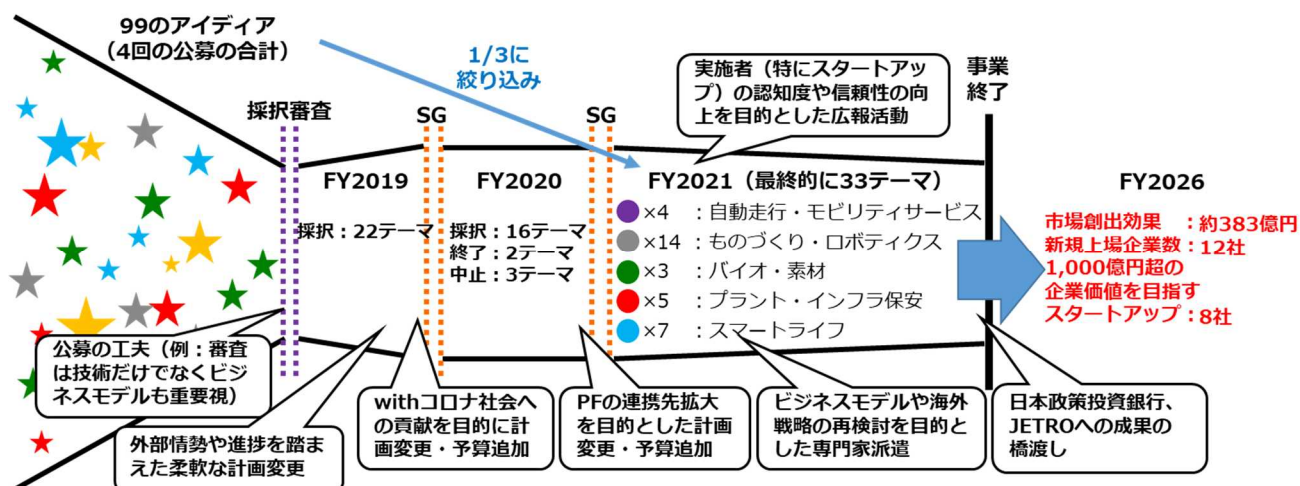 99のアイディア
（4回の公募の合計）
1/3に
絞り込み
実施者（特にスタートアッ
プ）の認知度や信頼性の向
上を目的とした広報活動
事業
終了
採択審査
SG
SG
FY2019
FY2020
FY2021（最終的に33テーマ）
FY2026
採択：22テーマ
採択：16テーマ
終了：2テーマ
中止：3テーマ
×4 ：自動走行・モビリティサービス
×14 ：ものづくり・ロボティクス
×3 ：バイオ・素材
×5 ：プラント・インフラ保安
×7 ：スマートライフ
市場創出効果 ：約383億円
新規上場企業数：12社
1,000億円超の
企業価値を目指す
スタートアップ：8社
公募の工夫（例：審査
は技術だけでなくビジ
ネスモデルも重要視）
外部情勢や進捗を踏ま
えた柔軟な計画変更
withコロナ社会へ
の貢献を目的に計
画変更・予算追加
PFの連携先拡大
を目的とした計画
変更・予算追加
ビジネスモデルや海外
戦略の再検討を目的と
した専門家派遣
日本政策投資銀行、
JETROへの成果の
橋渡し